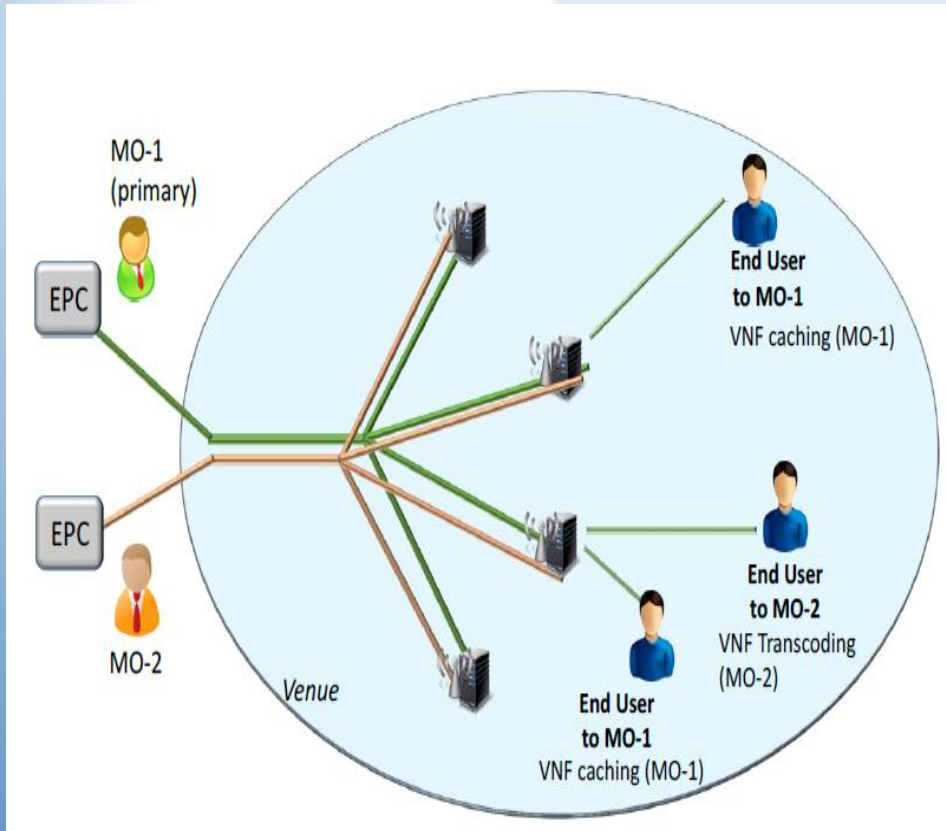 MO-1
(primary)
EPC
EPC
MO-2
Venue
End User
to MO-1
VNF caching (MO-1)
End User
to MO-2
VNF Transcoding
(MO-2)
End User
to MO-1
VNF caching (MO-1)